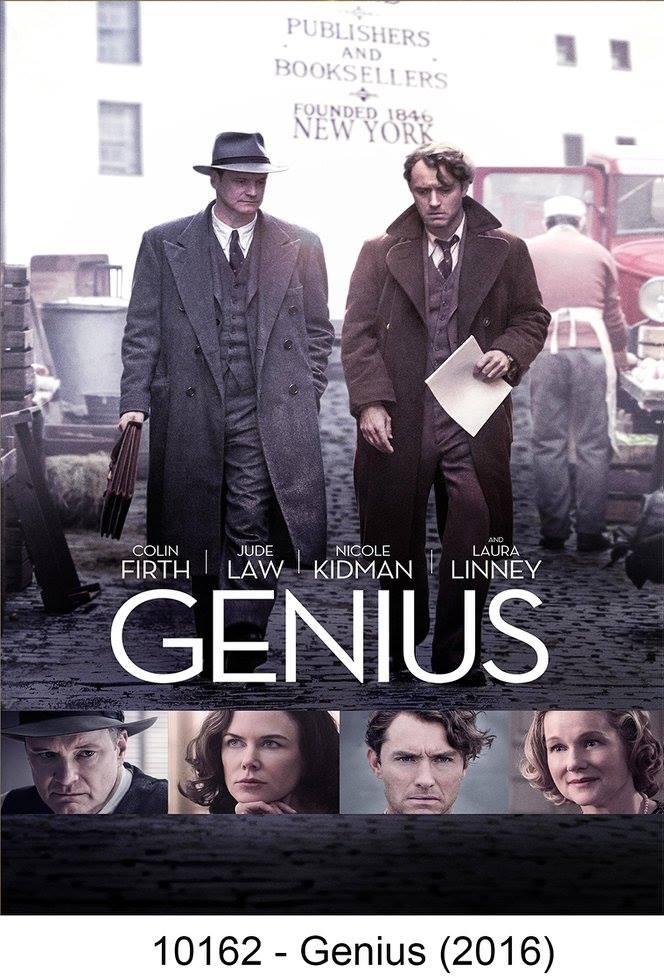 PUBLISHERS
AND
BOOKSELLERS
FOUNDED 1846
NEW YORK
COLIN FIRTH | JUDE LAW | NICOLE KIDMAN | AND LAURA LINNEY
GENIUS
10162 - Genius (2016)